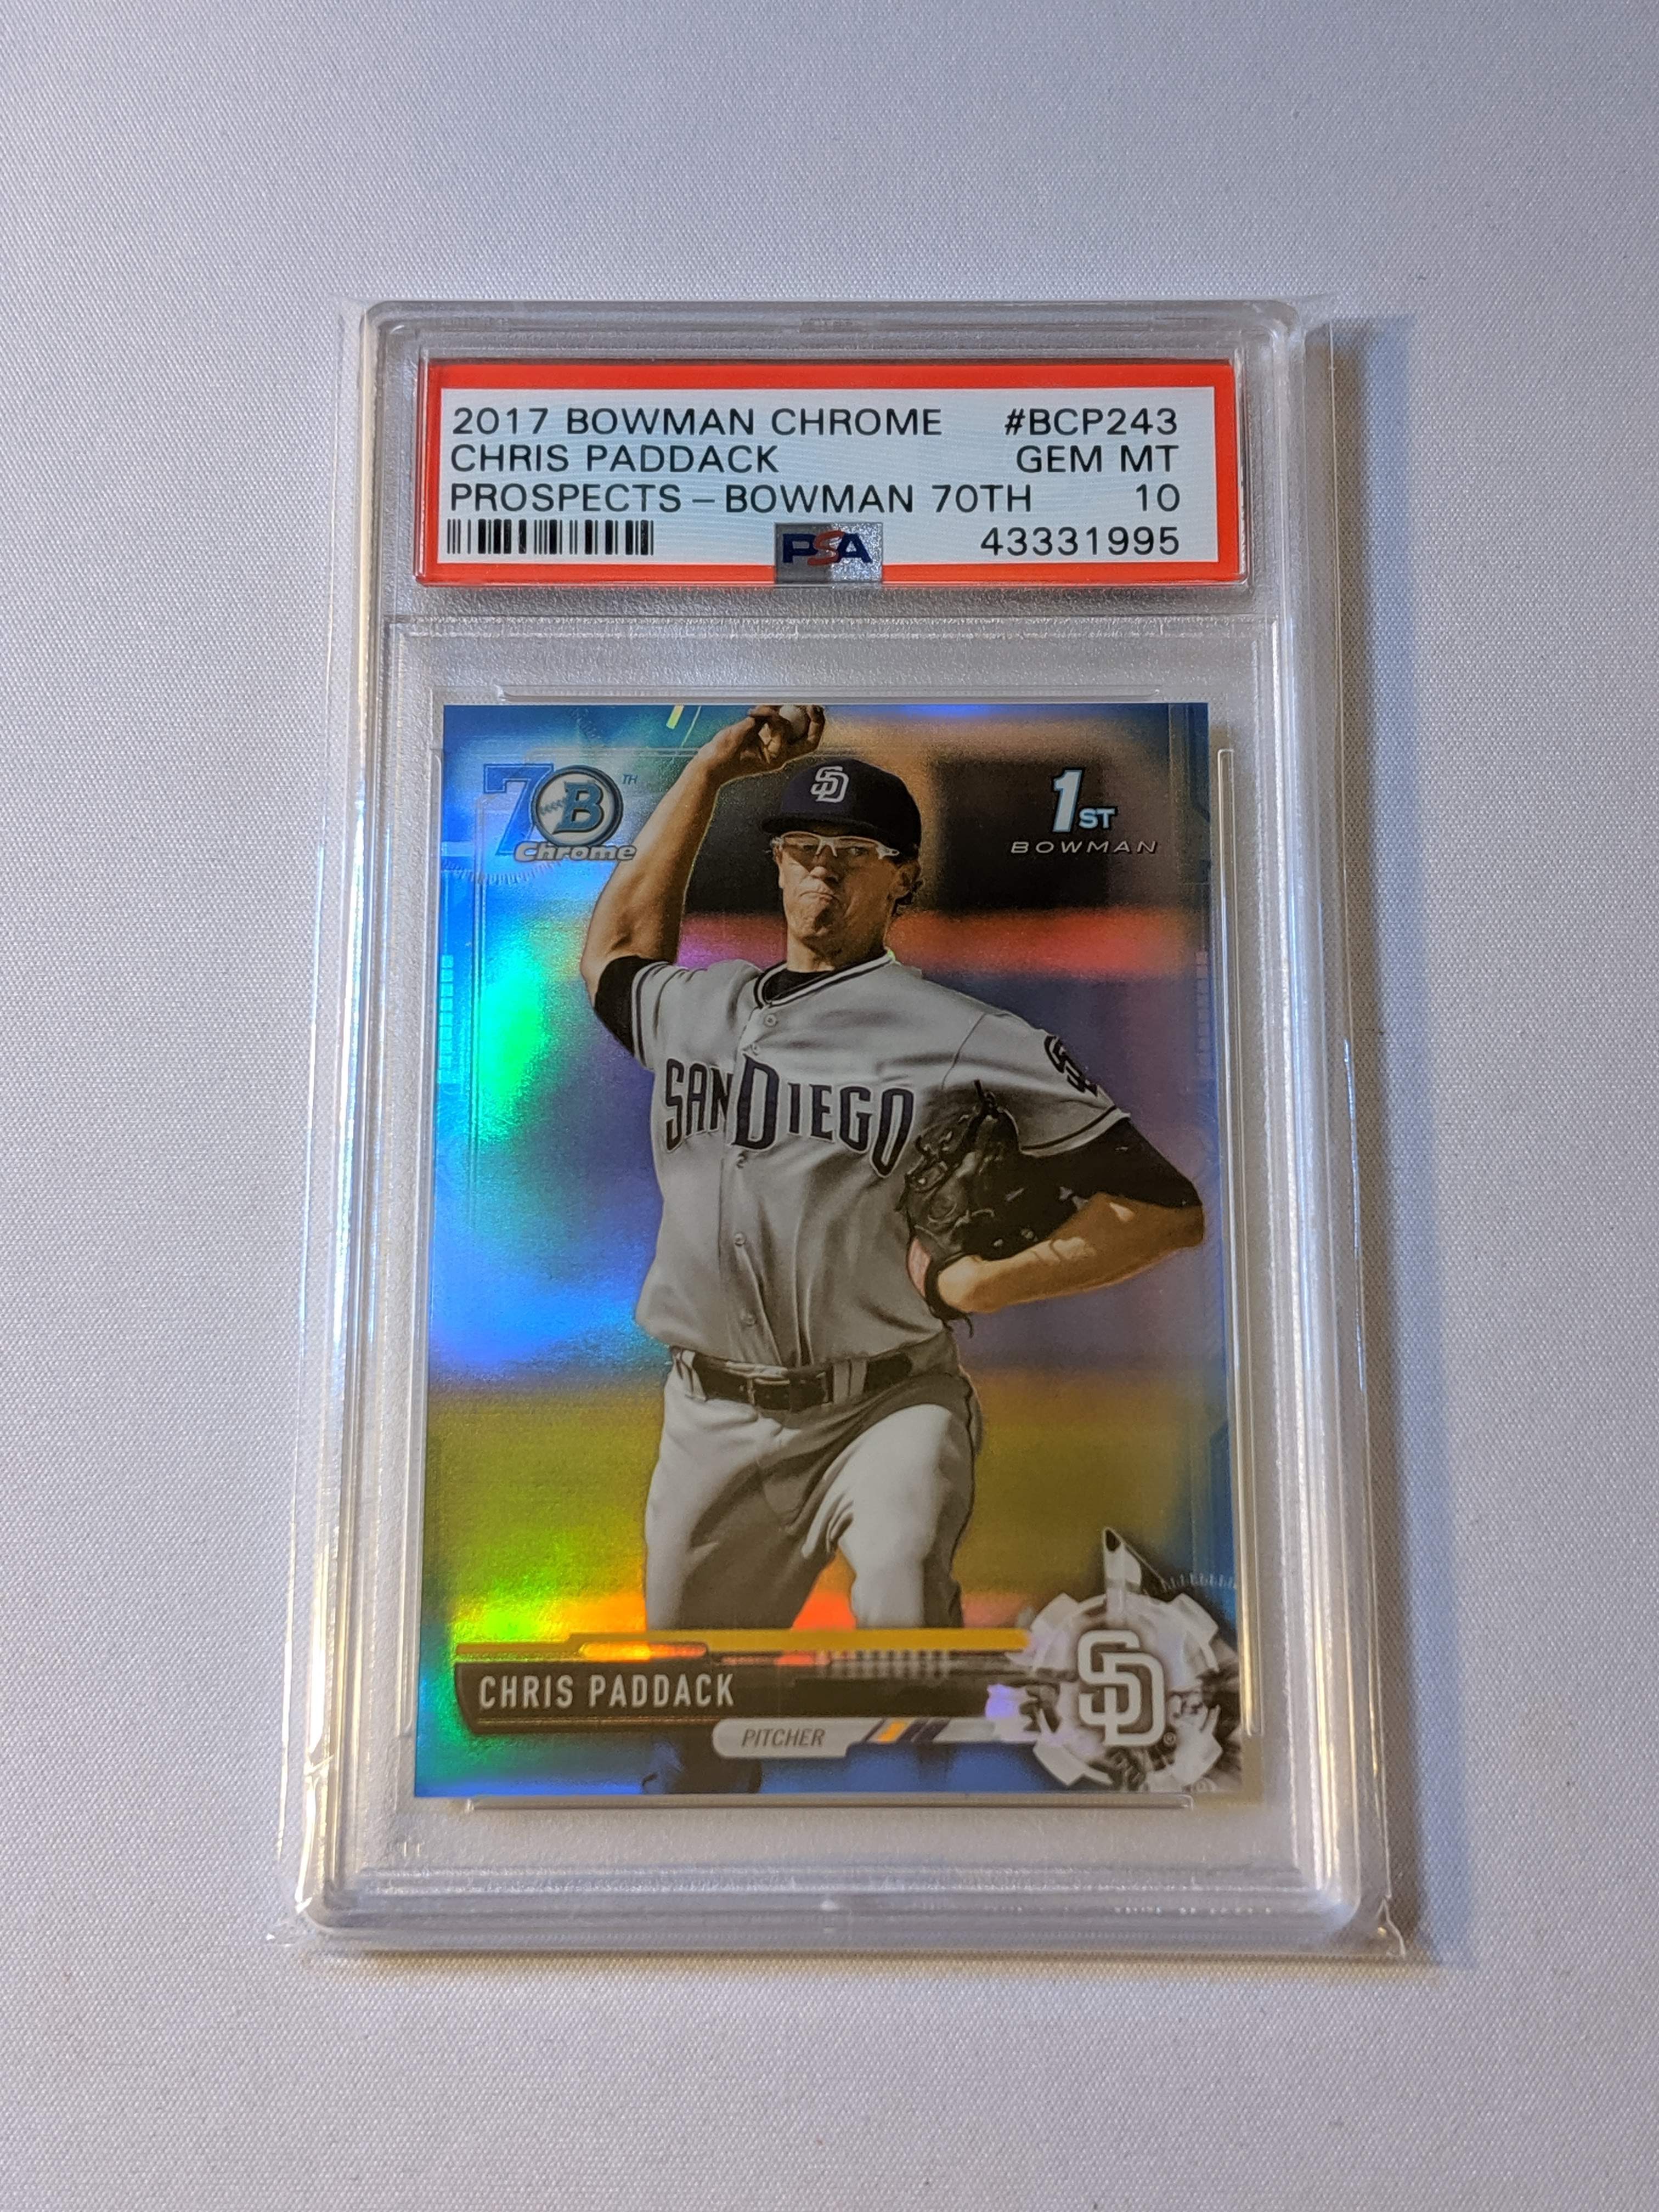 2017 BOWMAN CHROME #BCP243
CHRIS PADDACK GEM MT
PROSPECTS - BOWMAN 70TH 10
PSA 43331995
70TH B
Chrome
1ST
BOWMAN
SD
SAN DIEGO
SD
CHRIS PADDACK
PITCHER
SD